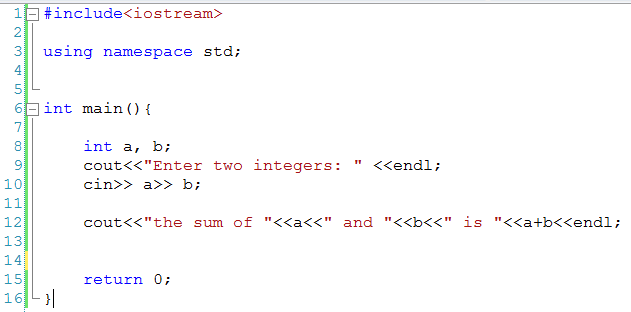 1 #include<iostream>
2
3 using namespace std;
4
5
6 int main(){
7
8     int a, b;
9     cout<<"Enter two integers: " <<endl;
10     cin>> a>> b;
11
12     cout<<"the sum of "<<a<<" and "<<b<<" is "<<a+b<<endl;
13
14
15     return 0;
16 }